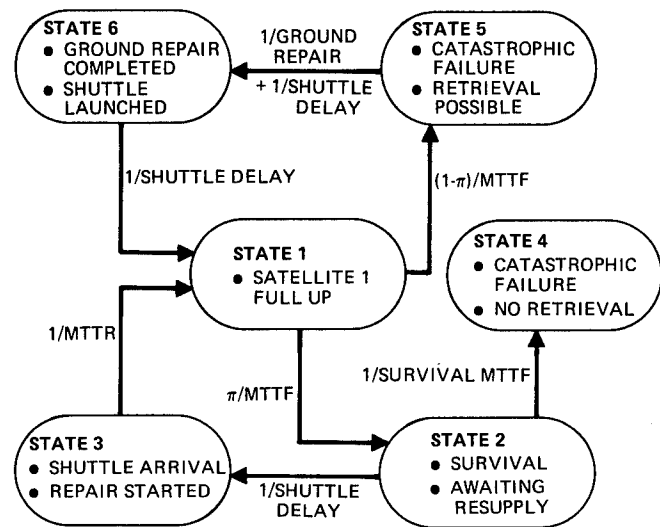 STATE 6
● GROUND REPAIR
COMPLETED
● SHUTTLE
LAUNCHED
1/GROUND
REPAIR
+ 1/SHUTTLE
DELAY
STATE 5
● CATASTROPHIC
FAILURE
● RETRIEVAL
POSSIBLE
1/SHUTTLE DELAY
(1-π)/MTTF
STATE 1
● SATELLITE 1
FULL UP
STATE 4
● CATASTROPHIC
FAILURE
● NO RETRIEVAL
1/MTTR
π/MTTF
1/SURVIVAL MTTF
STATE 3
● SHUTTLE ARRIVAL
● REPAIR STARTED
1/SHUTTLE
DELAY
STATE 2
● SURVIVAL
● AWAITING
RESUPPLY